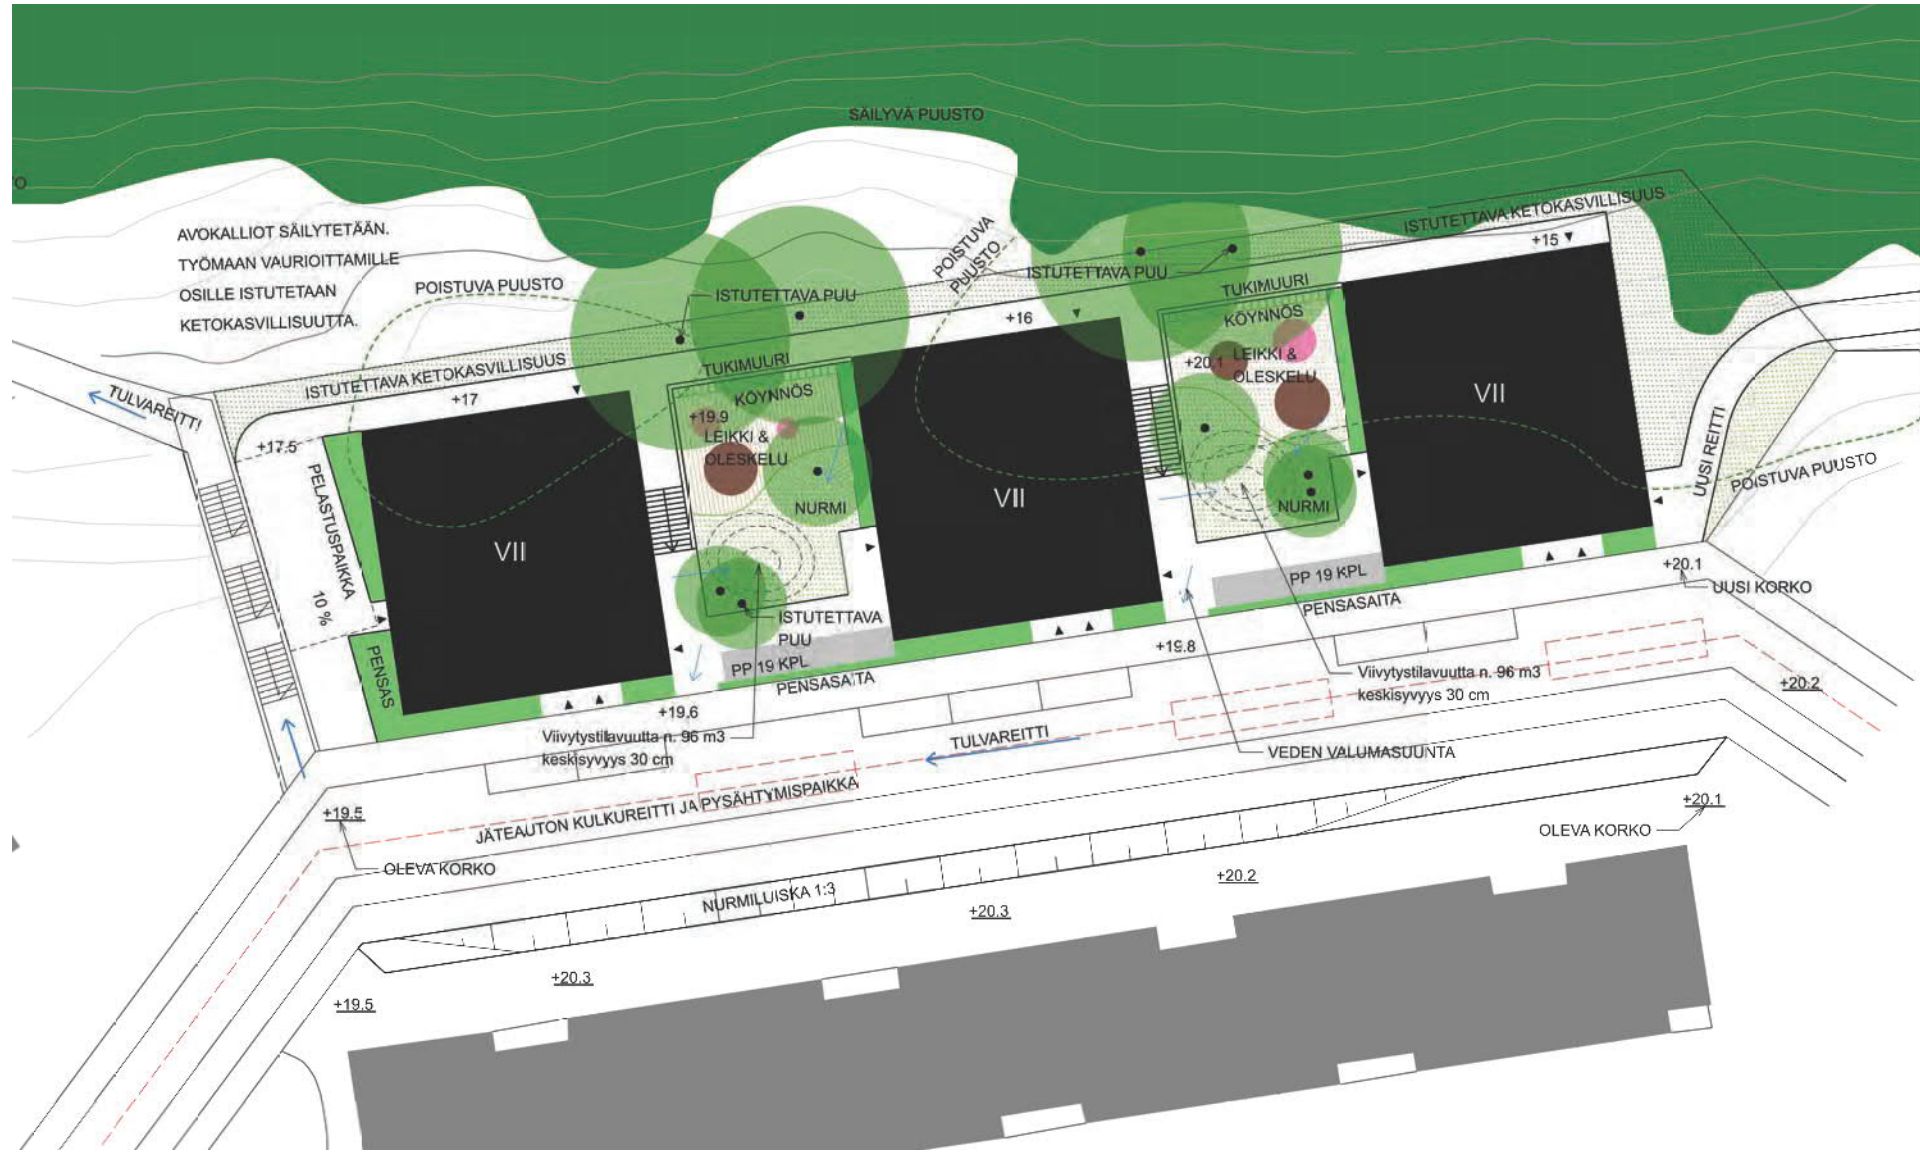 SÄILYVÄ PUUSTO
O
AVOKALLIOT SÄILYTETÄÄN.
TYÖMAAN VAURIOITTAMILLE
OSILLE ISTUTETAAN
KETOKASVILLISUUTTA.
POISTUVA PUUSTO
POISTUVA
PUUSTO
ISTUTETTAVA KETOKASVILLISUUS
+15
ISTUTETTAVA PUU
ISTUTETTAVA PUU
TUKIMUURI
KÖYNNÖS
+16
+20.1
LEIKKI &
OLESKELU
ISTUTETTAVA KETOKASVILLISUUS
TUKIMUURI
KÖYNNÖS
+17
TULVAREITTI
+19.9
LEIKKI &
OLESKELU
+17.5
VII
VII
VII
NURMI
NURMI
UUSI REITTI
POISTUVA PUUSTO
PELASTUSPAIKKA
10 %
PENSAS
ISTUTETTAVA
PUU
PP 19 KPL
PENSASAITA
PP 19 KPL
PENSASAITA
+20.1
UUSI KORKO
+19.8
+19.6
Viivytystilavuutta n. 96 m3
keskisyvyys 30 cm
Viivytystilavuutta n. 96 m3
keskisyvyys 30 cm
+20.2
TULVAREITTI
VEDEN VALUMASUUNTA
JÄTEAUTON KULKUREITTI JA PYSÄHTYMISPAIKKA
+19.5
OLEVA KORKO
+20.1
OLEVA KORKO
NURMILUISKA 1:3
+20.2
+20.3
+20.3
+19.5